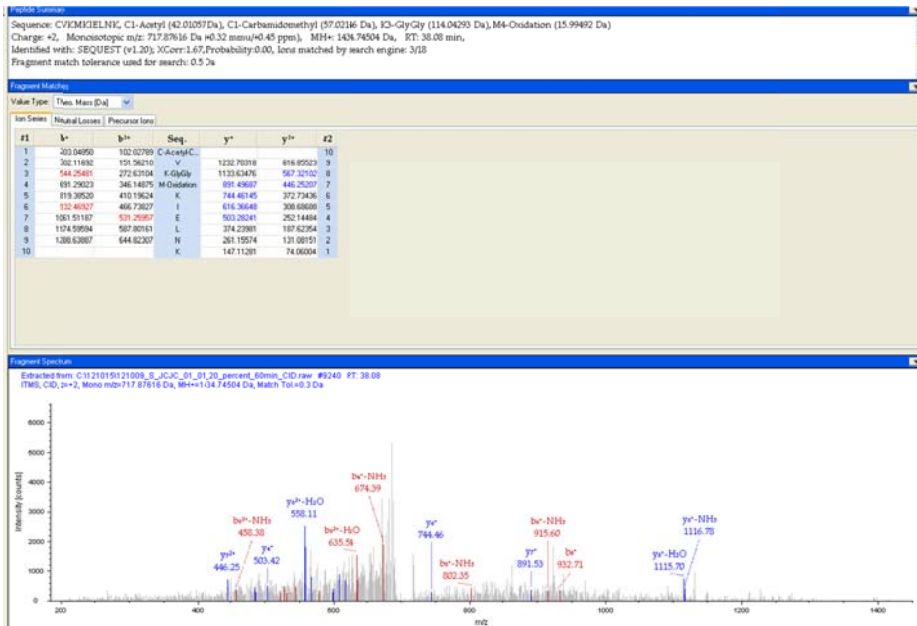 Peptide Summary
Sequence: CVKMKIELNK, C1-Acetyl (42.01057Da), C1-Carbamidomethyl (57.02146 Da), K3-GlyGly (114.04293 Da), M4-Oxidation (15.99492 Da)
Charge: +2, Monoisotopic m/z: 717.87616 Da (+0.32 mmu/+0.45 ppm), MH+: 1434.74504 Da, RT: 38.08 min,
Identified with: SEQUEST (v1.20); XCorr:1.67, Probability:0.00, Ions matched by search engine: 3/18
Fragment match tolerance used for search: 0.5 Da
Fragment Matches
Value Type: Theo. Mass [Da]
Ion Series Neutral Losses Precursor Ions
#1 b⁺ b²⁺ Seq. y⁺ y²⁺ #2
1 203.04850 102.02789 C-Acetyl-C... 10
2 302.11692 151.56210 V 1232.70318 616.85523 9
3 544.25481 272.63104 K-GlyGly 1133.63476 567.32102 8
4 691.29023 346.14875 M-Oxidation 891.49687 446.25207 7
5 819.38520 410.19624 K 744.46145 372.73436 6
6 932.46927 466.73827 I 616.36648 308.68688 5
7 1061.51187 531.25957 E 503.28241 252.14484 4
8 1174.59594 587.80161 L 374.23981 187.62354 3
9 1288.63887 644.82307 N 261.15574 131.08151 2
10 K 147.11281 74.06004 1
Fragment Spectrum
Extracted from: C:\121015\121009_S_JCJC_01_01_20_percent_60min_CID.raw #9240 RT: 38.08
ITMS, CID, z=+2, Mono m/z=717.87616 Da, MH+=1434.74504 Da, Match Tol.=0.3 Da
Intensity [counts]
6000
5000
4000
3000
2000
1000
0
-NH₃
674.39
-H₂O
558.11
-NH₃
458.38
-H₂O
635.51
744.46
-NH₃
915.60
-NH₃
1116.78
503.42
446.25
-NH₃
802.35
891.53
932.71
-H₂O
1115.70
200 400 600 800 1000 1200 1400
m/z